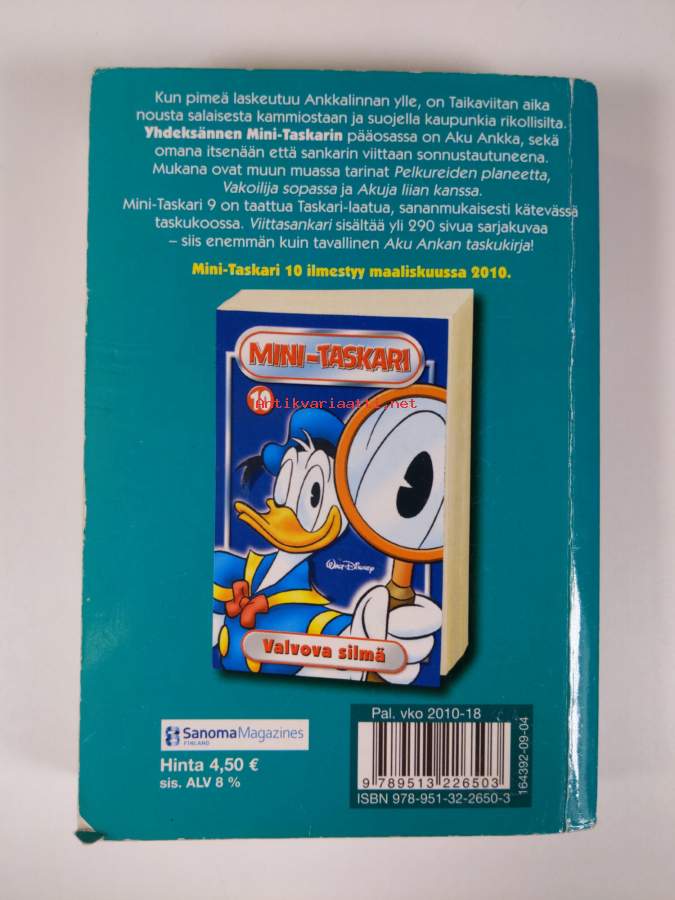 Kun pimeä laskeutuu Ankkalinnan ylle, on Taikaviitan aika
nousta salaisesta kammiostaan ja suojella kaupunkia rikollisilta.
Yhdeksännen Mini-Taskarin pääosassa on Aku Ankka, sekä
omana itsenään että sankarin viittaan sonnustautuneena.
Mukana ovat muun muassa tarinat Pelkureiden planeetta,
Vakoilija sopassa ja Akuja liian kanssa.
Mini-Taskari 9 on taattua Taskari-laatua, sananmukaisesti kätevässä
taskukoossa. Viittasankari sisältää yli 290 sivua sarjakuvaa
– siis enemmän kuin tavallinen Aku Ankan taskukirja!
Mini-Taskari 10 ilmestyy maaliskuussa 2010.
MINI-TASKARI
10
Antikvariaatti.net
Walt Disney
Valvova silmä
SanomaMagazines
FINLAND
Hinta 4,50 €
sis. ALV 8 %
Pal. vko 2010-18
9 789513 226503
ISBN 978-951-32-2650-3
164392-09-04